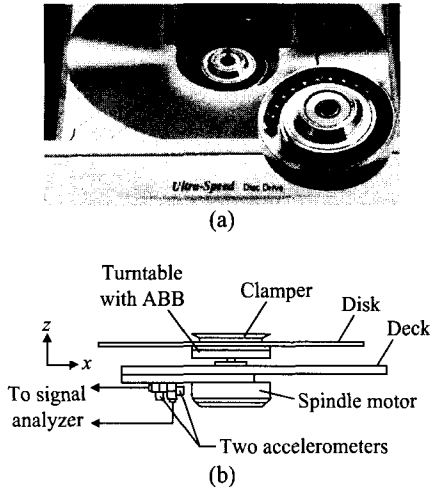 Ultra-Speed Disc Drive
(a)
Turntable
with ABB
Clamper
Disk
Deck
z
x
To signal
analyzer
Spindle motor
Two accelerometers
(b)